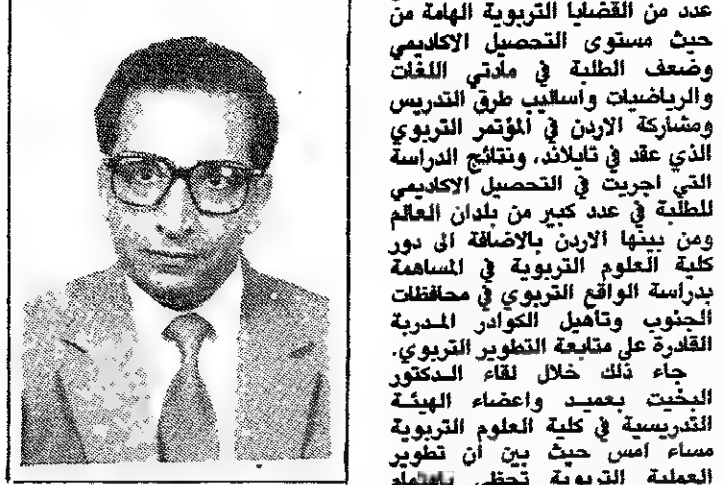 عدد من القضايا التربوية الهامة من
حيث مستوى التحصيل الاكاديمي
وضعف الطلبة في مادتي اللغات
والرياضيات واساليب طرق التدريس
ومشاركة الاردن في المؤتمر التربوي
الذي عقد في تايلاند، ونتائج الدراسة
التي اجريت في التحصيل الاكاديمي
للطلبة في عدد كبير من بلدان العالم
ومن بينها الاردن بالاضافة الى دور
كلية العلوم التربوية في المساهمة
بدراسة الواقع التربوي في محافظات
الجنوب وتأهيل الكوادر المدربة
القادرة على متابعة التطوير التربوي.
جاء ذلك خلال لقاء الدكتور
البخيت بعميد واعضاء الهيئة
التدريسية في كلية العلوم التربوية
مساء امس حيث بين ان تطوير
العملية التربوية تحظى باهتمام